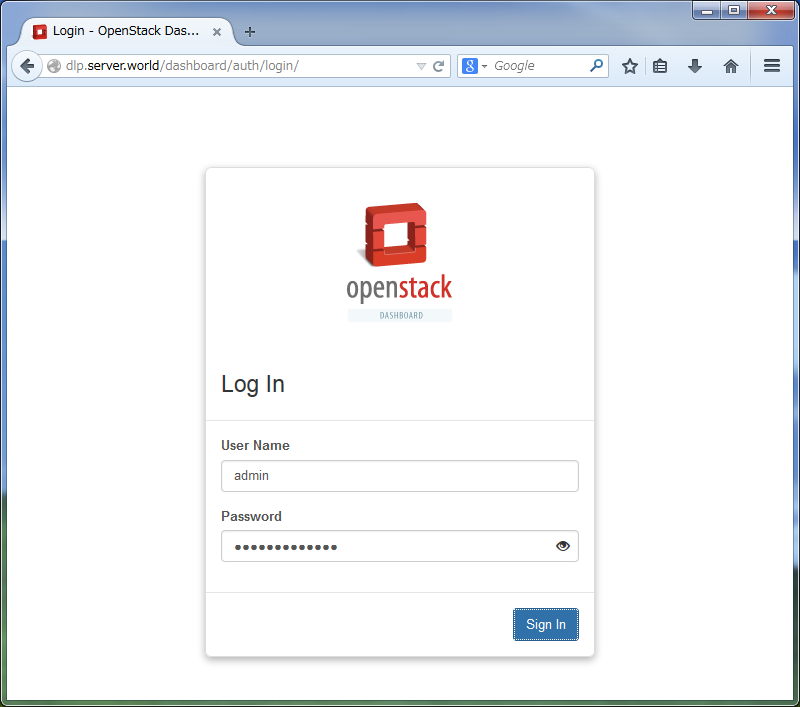 Login - OpenStack Das...
dlp.server.world/dashboard/auth/login/
8
Google
openstack
DASHBOARD
Log In
User Name
admin
Password
•••••••••••••
Sign In